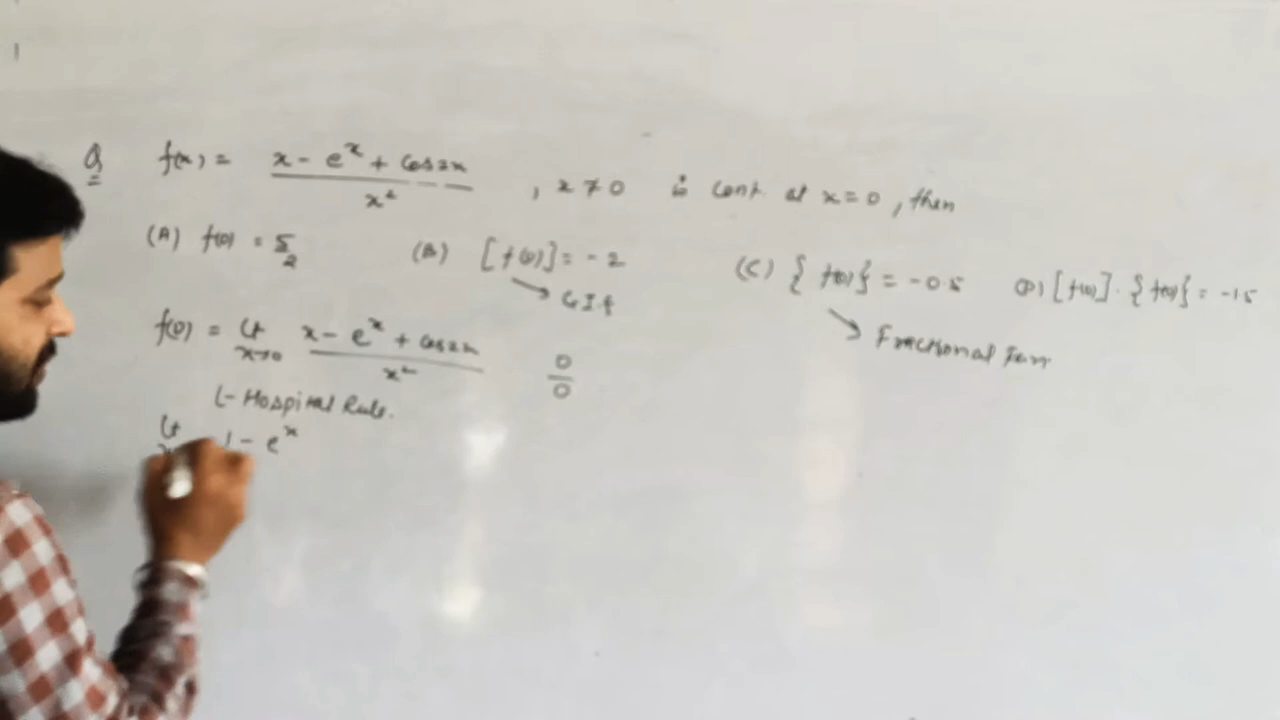 Q f(x) = x - e^x + cos2x / x² , x ≠ 0 is cont. at x = 0 , then
(A) f(0) = 5/2 (B) [f(0)] = -2 (C) { f(0) } = -0.5 (D) [f(0)] . { f(0) } = -1.5
→ GIF → Fractional
f(0) = Lt x→0 x - e^x + cos2x / x² 0/0
L-Hospital Rule.
Lt 1 - e^x